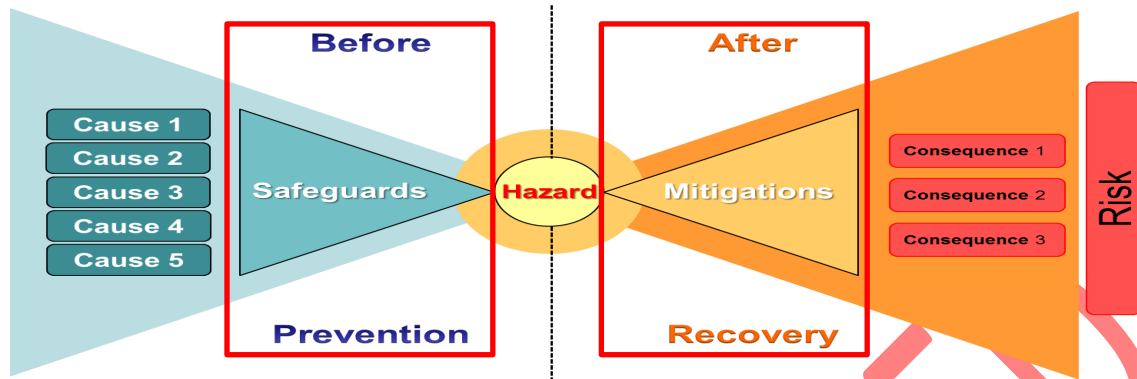 Before
After
Cause 1
Cause 2
Cause 3
Cause 4
Cause 5
Safeguards
Hazard
Mitigations
Consequence 1
Consequence 2
Consequence 3
Risk
Prevention
Recovery